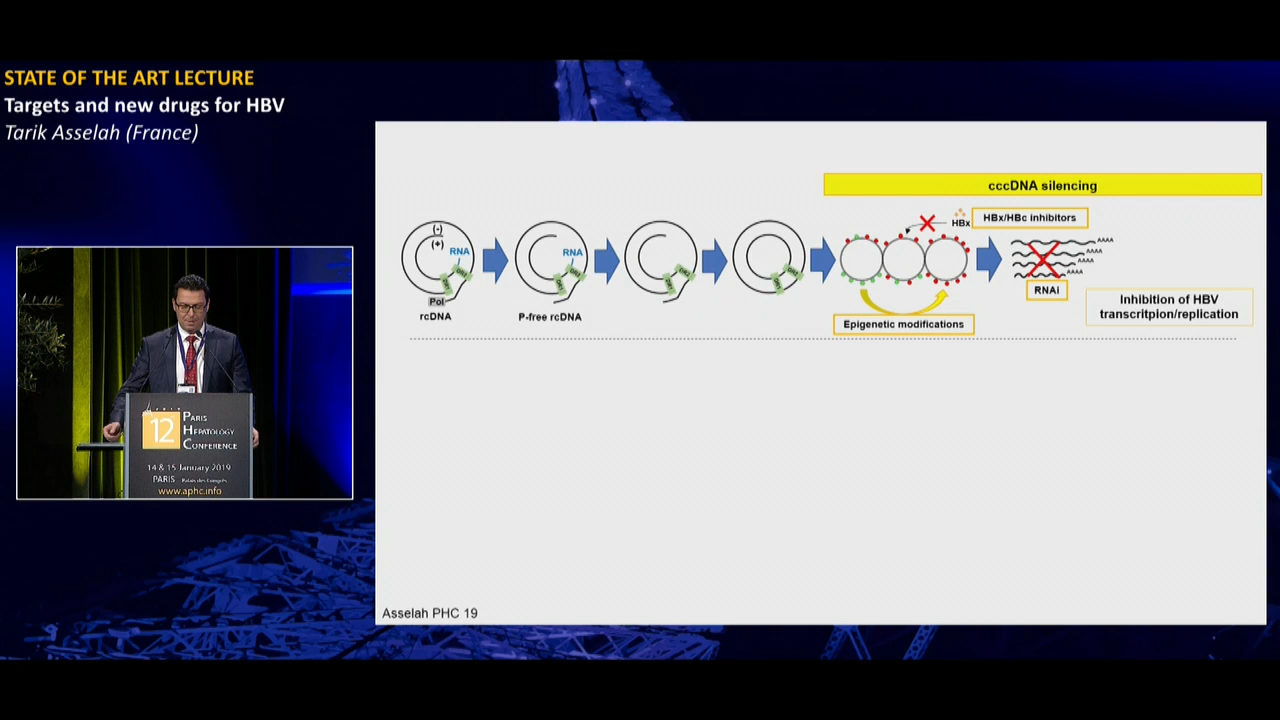 STATE OF THE ART LECTURE
Targets and new drugs for HBV
Tarik Asselah (France)
cccDNA silencing
HBx
HBx/HBc inhibitors
(-)
(+)
RNA
RNA
Pol
rcDNA
P-free rcDNA
AAAA
AAAA
AAAA
AAAA
RNAi
Epigenetic modifications
Inhibition of HBV
transcritpion/replication
Asselah PHC 19
12
PARIS
HEPATOLOGY
CONFERENCE
14 & 15 January 2019
PARIS Palais des Congrès
www.aphc.info